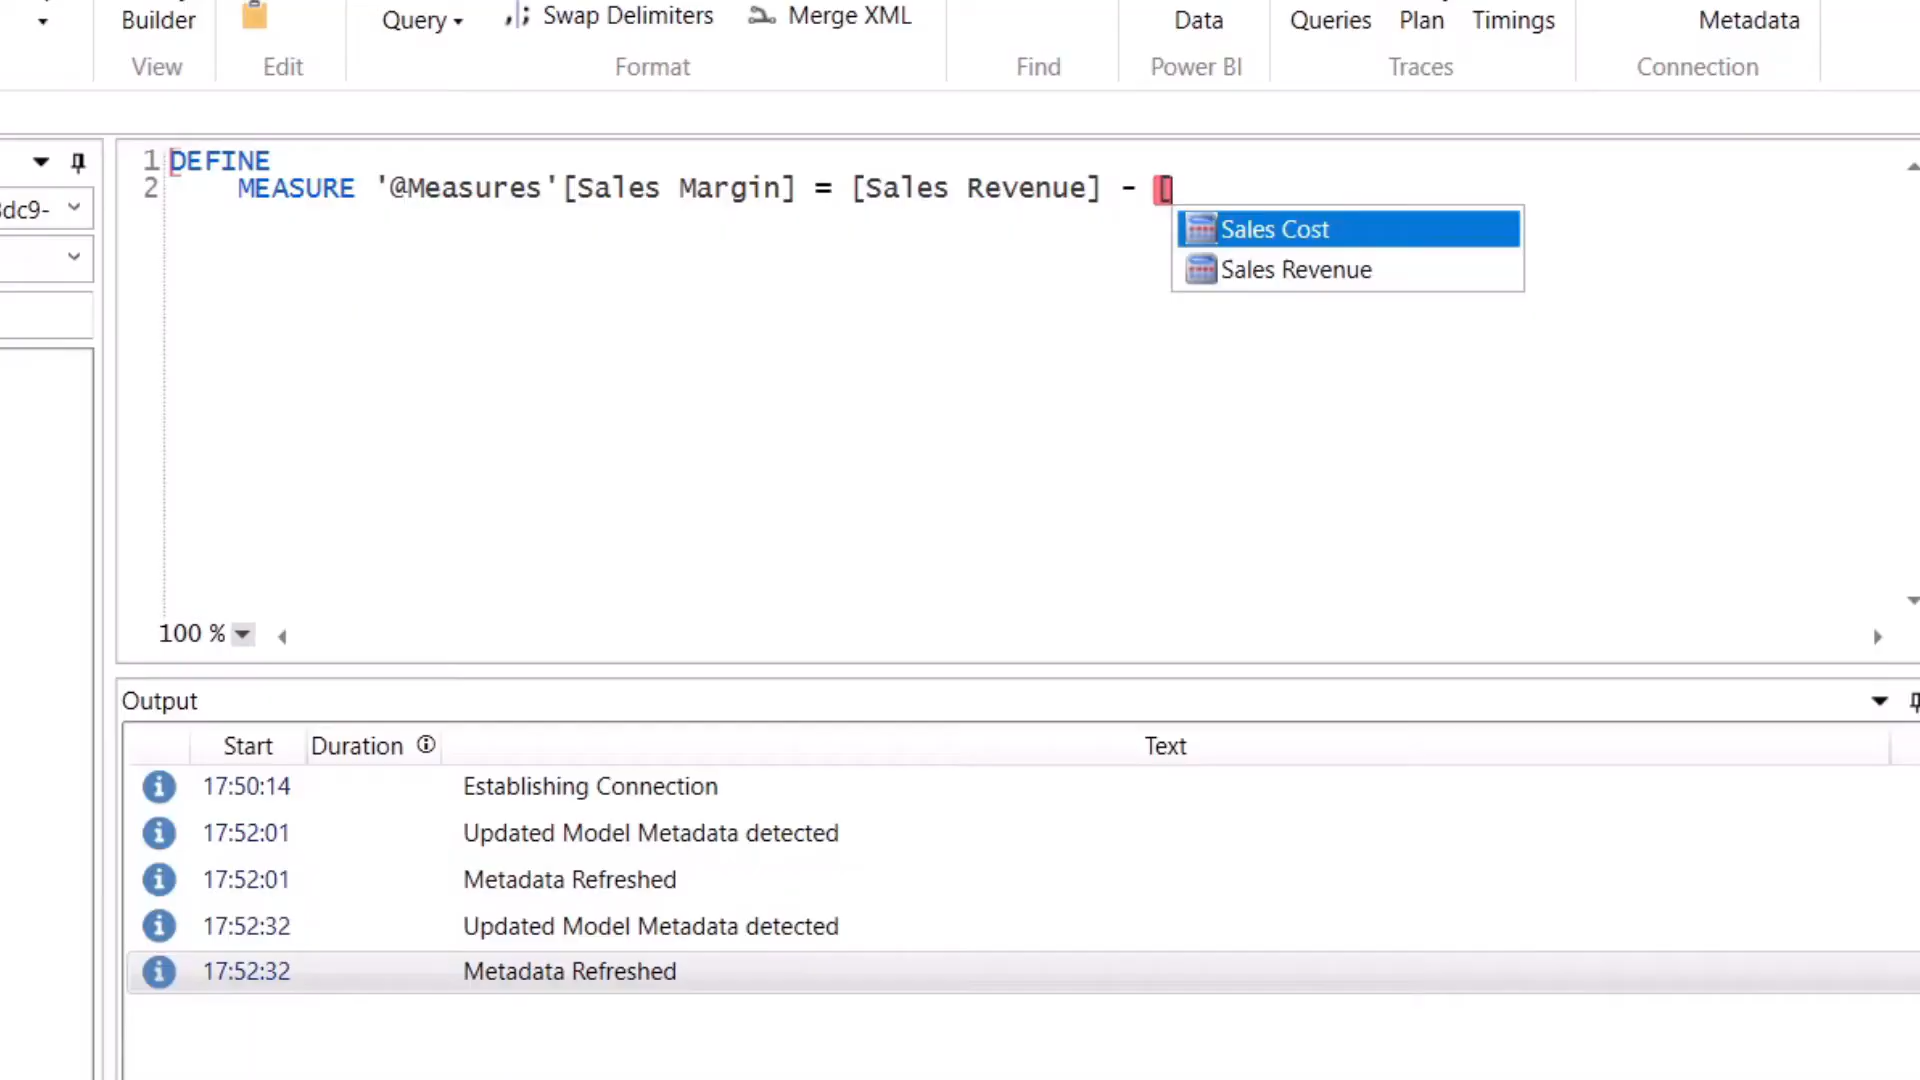 Builder
Query
Swap Delimiters
Merge XML
Data
Queries
Plan
Timings
Metadata
View
Edit
Format
Find
Power BI
Traces
Connection
1 DEFINE
2 MEASURE '@Measures'[Sales Margin] = [Sales Revenue] - [
Sales Cost
Sales Revenue
3dc9-
100 %
Output
Start Duration Text
17:50:14 Establishing Connection
17:52:01 Updated Model Metadata detected
17:52:01 Metadata Refreshed
17:52:32 Updated Model Metadata detected
17:52:32 Metadata Refreshed